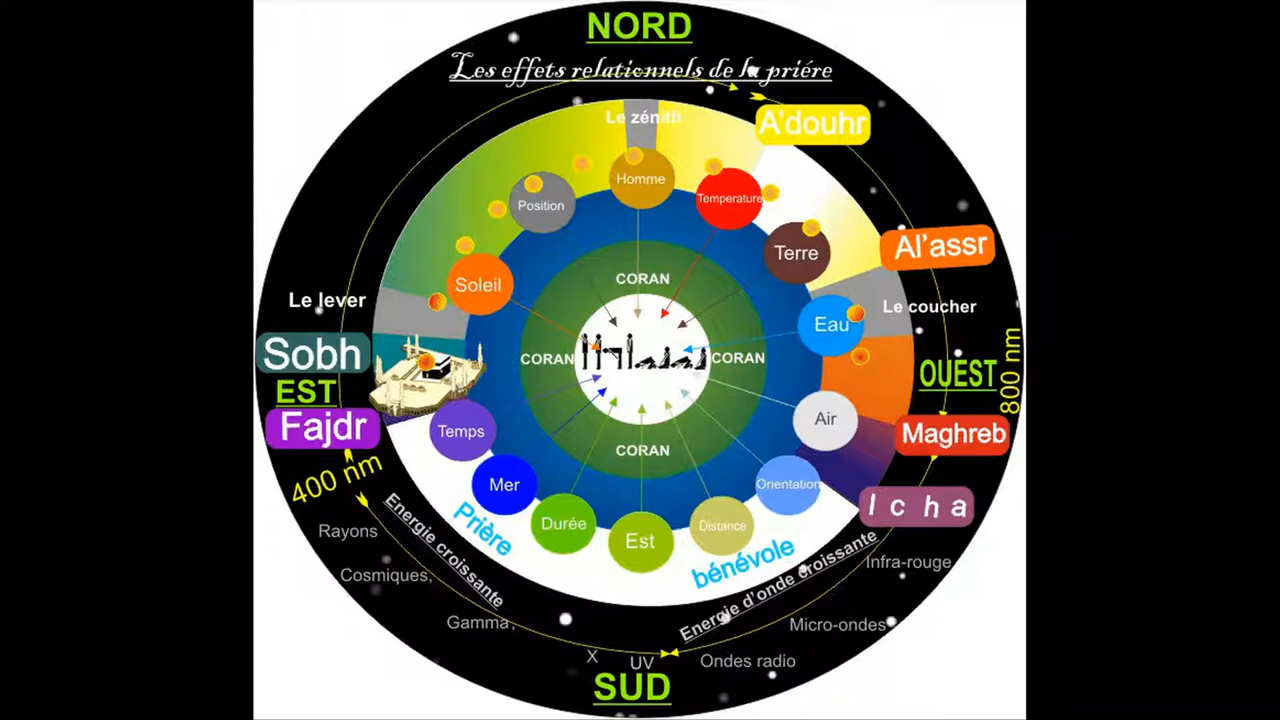 NORD
Les effets relationnels de la priére
Le zénith
A'douhr
Homme
Temperature
Position
Terre
Al'assr
Soleil
CORAN
Le lever
Le coucher
Eau
Sobh
CORAN
CORAN
OUEST
800 nm
EST
Fajdr
Temps
Air
Maghreb
CORAN
400 nm
Mer
Orientation
Icha
Durée
Est
Distance
Prière
bénévole
Energie croissante
Energie d'onde croissante
Rayons
Cosmiques,
Gamma,
X
UV
Ondes radio
Micro-ondes
Infra-rouge
SUD